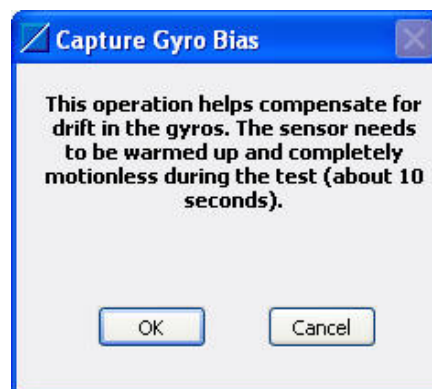 Capture Gyro Bias
This operation helps compensate for
drift in the gyros. The sensor needs
to be warmed up and completely
motionless during the test (about 10
seconds).
OK
Cancel